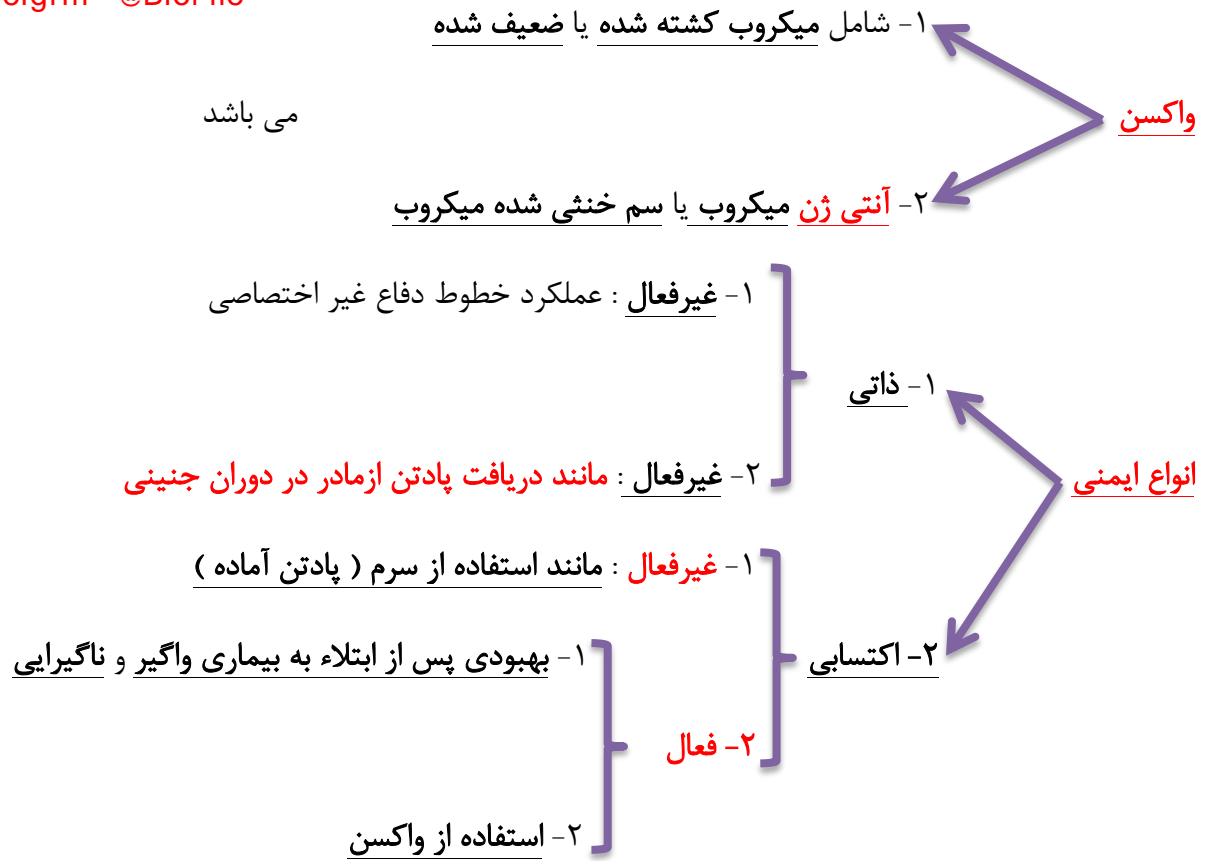 ۱- شامل میکروب کشته شده یا ضعیف شده
واکسن
می باشد
۲- آنتی ژن میکروب یا سم خنثی شده میکروب
۱- غیرفعال : عملکرد خطوط دفاع غیر اختصاصی
۱- ذاتی
۲- غیرفعال : مانند دریافت پادتن ازمادر در دوران جنینی
انواع ایمنی
۱- غیرفعال : مانند استفاده از سرم ( پادتن آماده )
۲- اکتسابی
۱- بهبودی پس از ابتلاء به بیماری واگیر و ناگیرایی
۲- فعال
۲- استفاده از واکسن